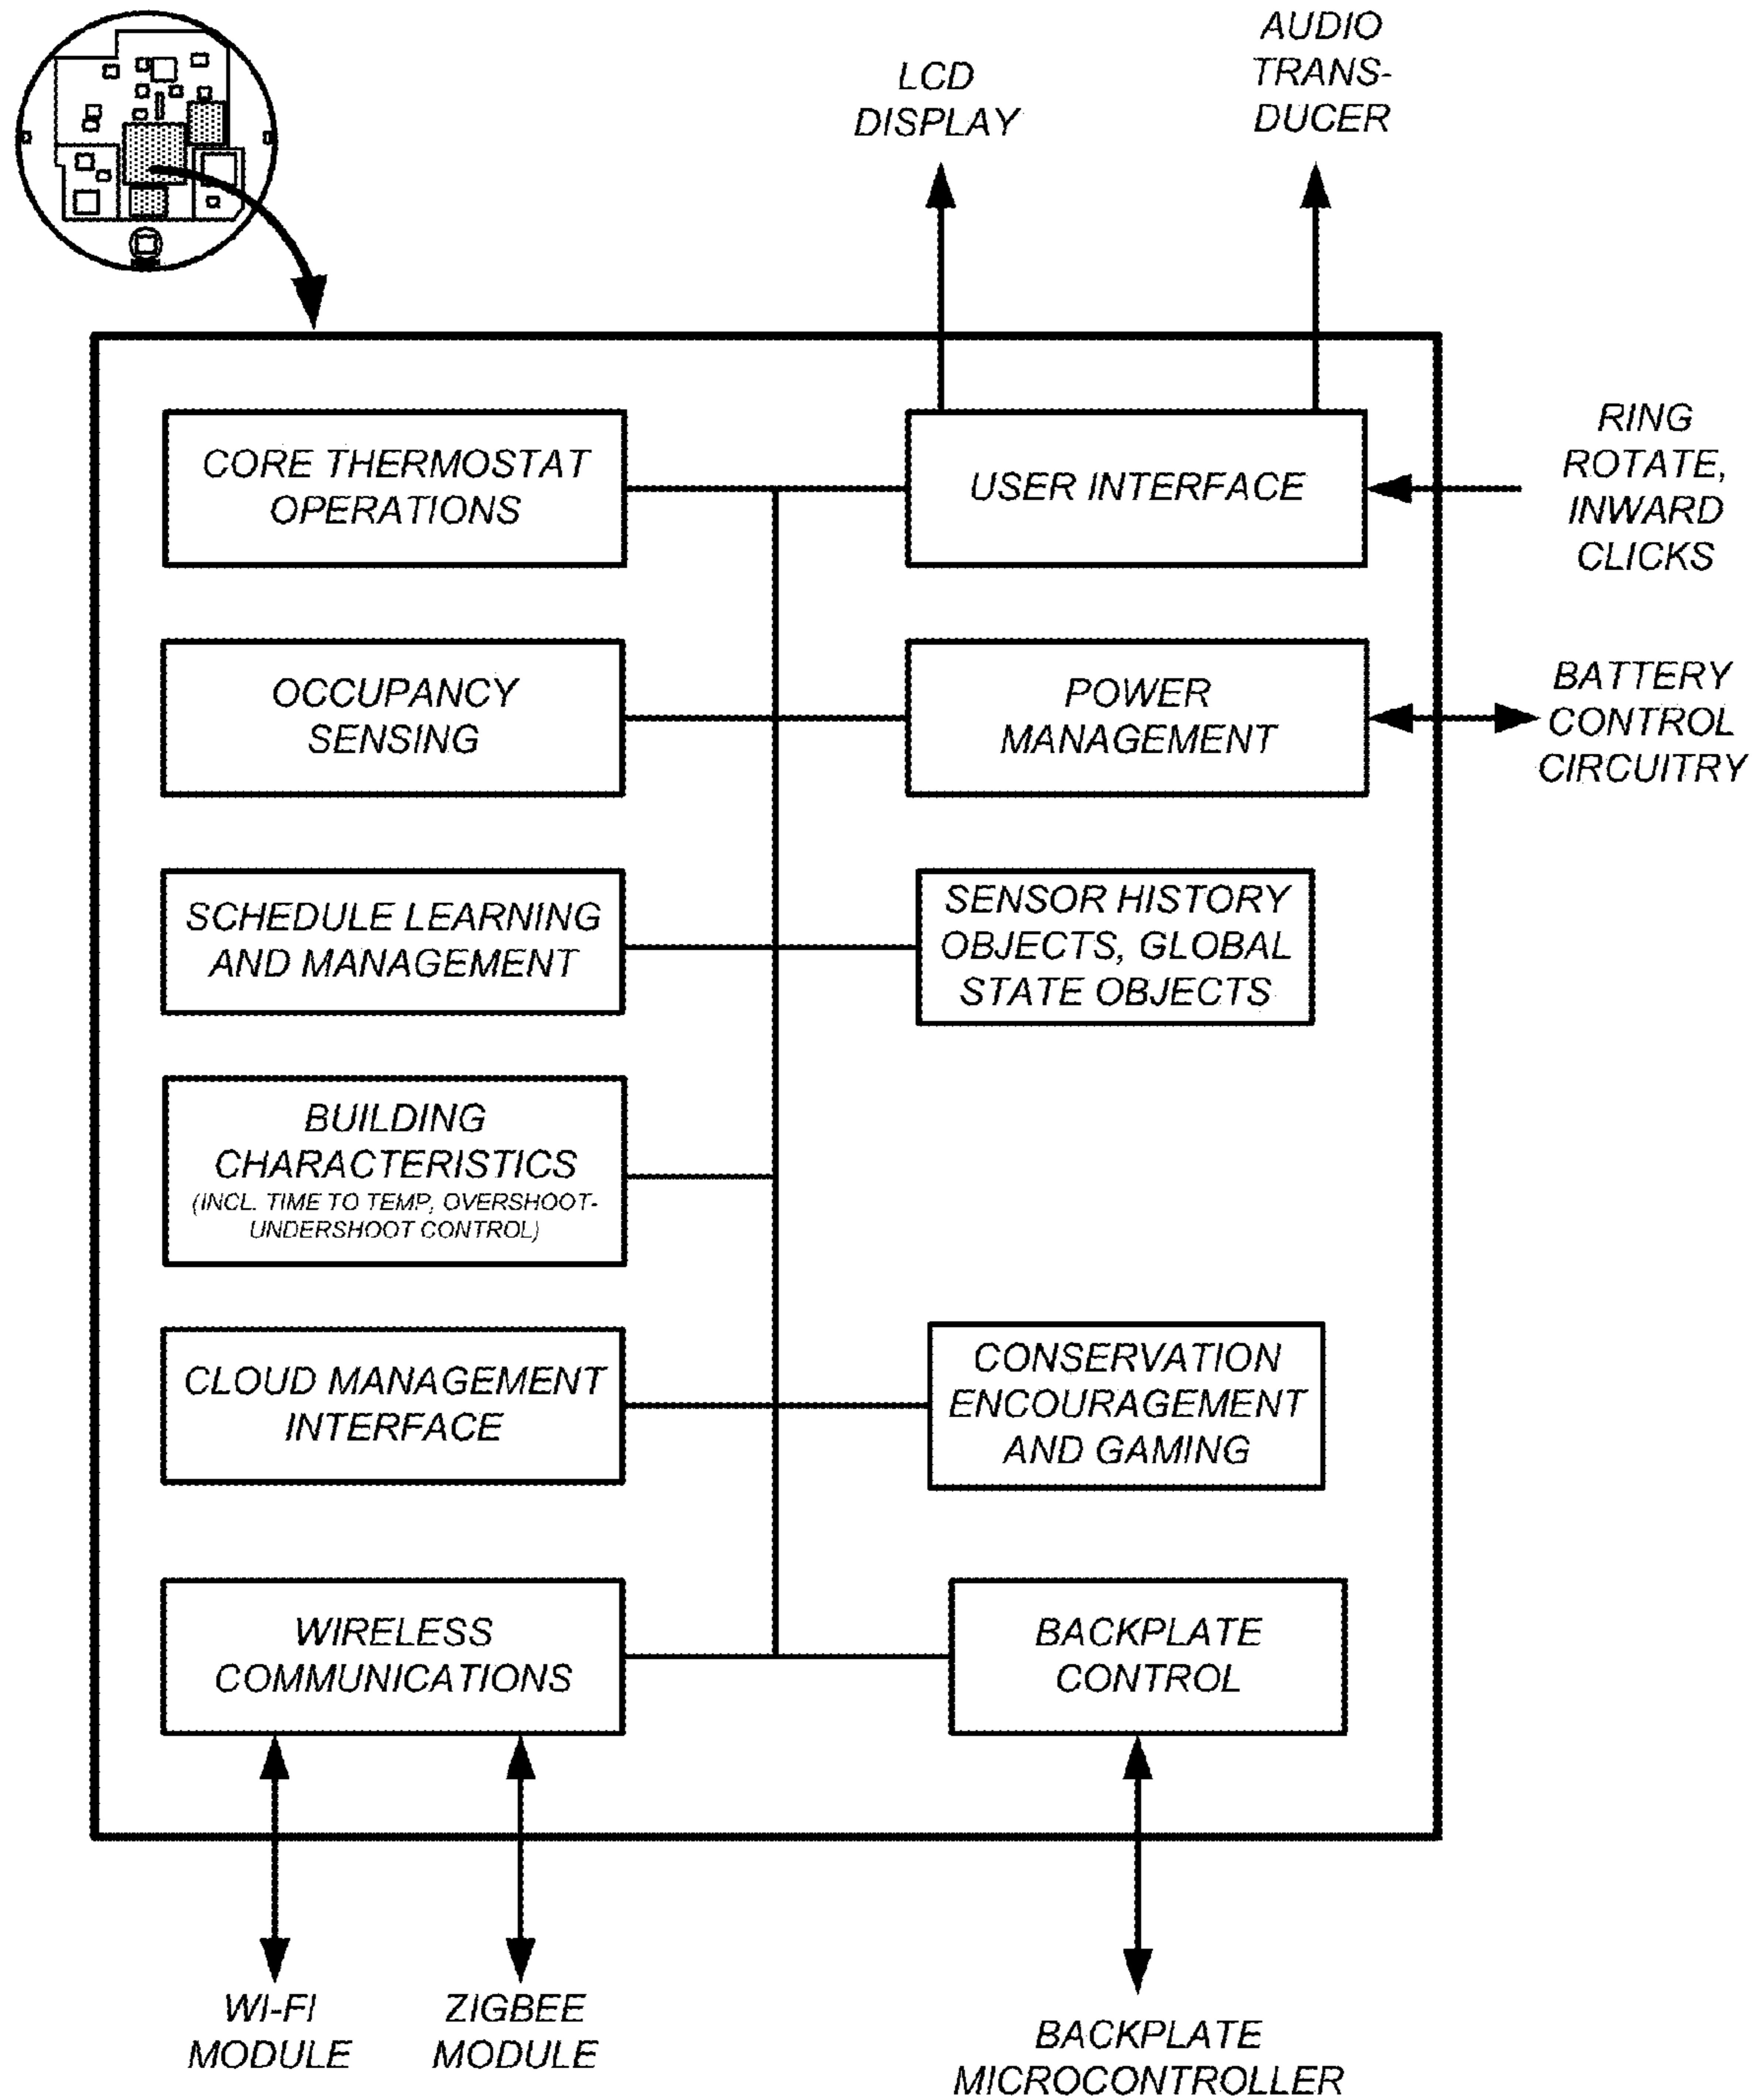 LCD
DISPLAY
AUDIO
TRANS-
DUCER
CORE THERMOSTAT
OPERATIONS
USER INTERFACE
RING
ROTATE,
INWARD
CLICKS
OCCUPANCY
SENSING
POWER
MANAGEMENT
BATTERY
CONTROL
CIRCUITRY
SCHEDULE LEARNING
AND MANAGEMENT
SENSOR HISTORY
OBJECTS, GLOBAL
STATE OBJECTS
BUILDING
CHARACTERISTICS
(INCL. TIME TO TEMP, OVERSHOOT-
UNDERSHOOT CONTROL)
CLOUD MANAGEMENT
INTERFACE
CONSERVATION
ENCOURAGEMENT
AND GAMING
WIRELESS
COMMUNICATIONS
BACKPLATE
CONTROL
WI-FI
MODULE
ZIGBEE
MODULE
BACKPLATE
MICROCONTROLLER